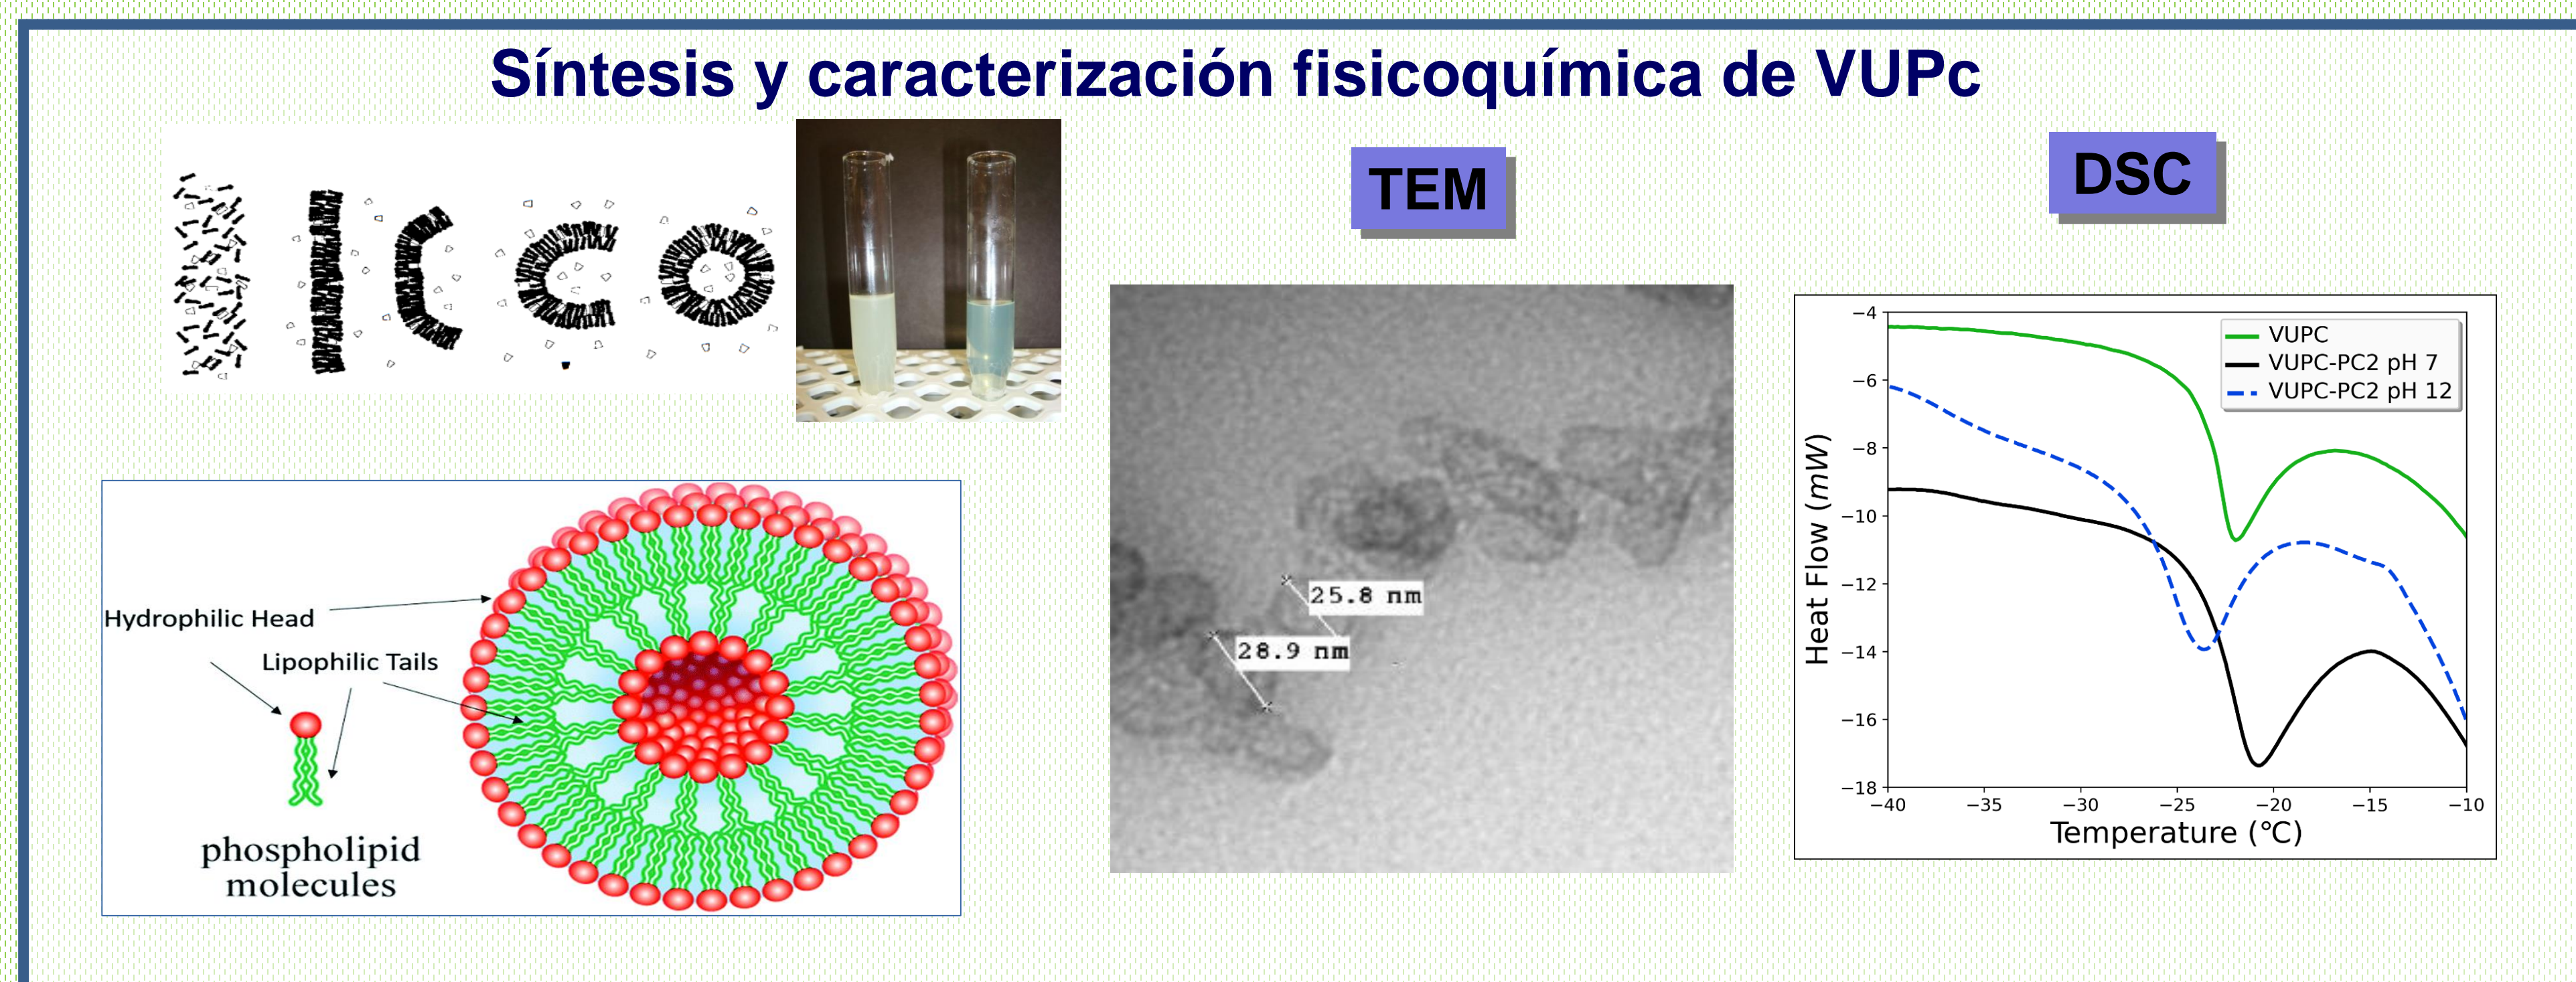 Síntesis y caracterización fisicoquímica de VUPc
TEM
DSC
Hydrophilic Head
Lipophilic Tails
phospholipid
molecules
25.8 nm
28.9 nm
VUPC
VUPC-PC2 pH 7
VUPC-PC2 pH 12
Heat Flow (mW)
−4
−6
−8
−10
−12
−14
−16
−18
−40 −35 −30 −25 −20 −15 −10
Temperature (°C)